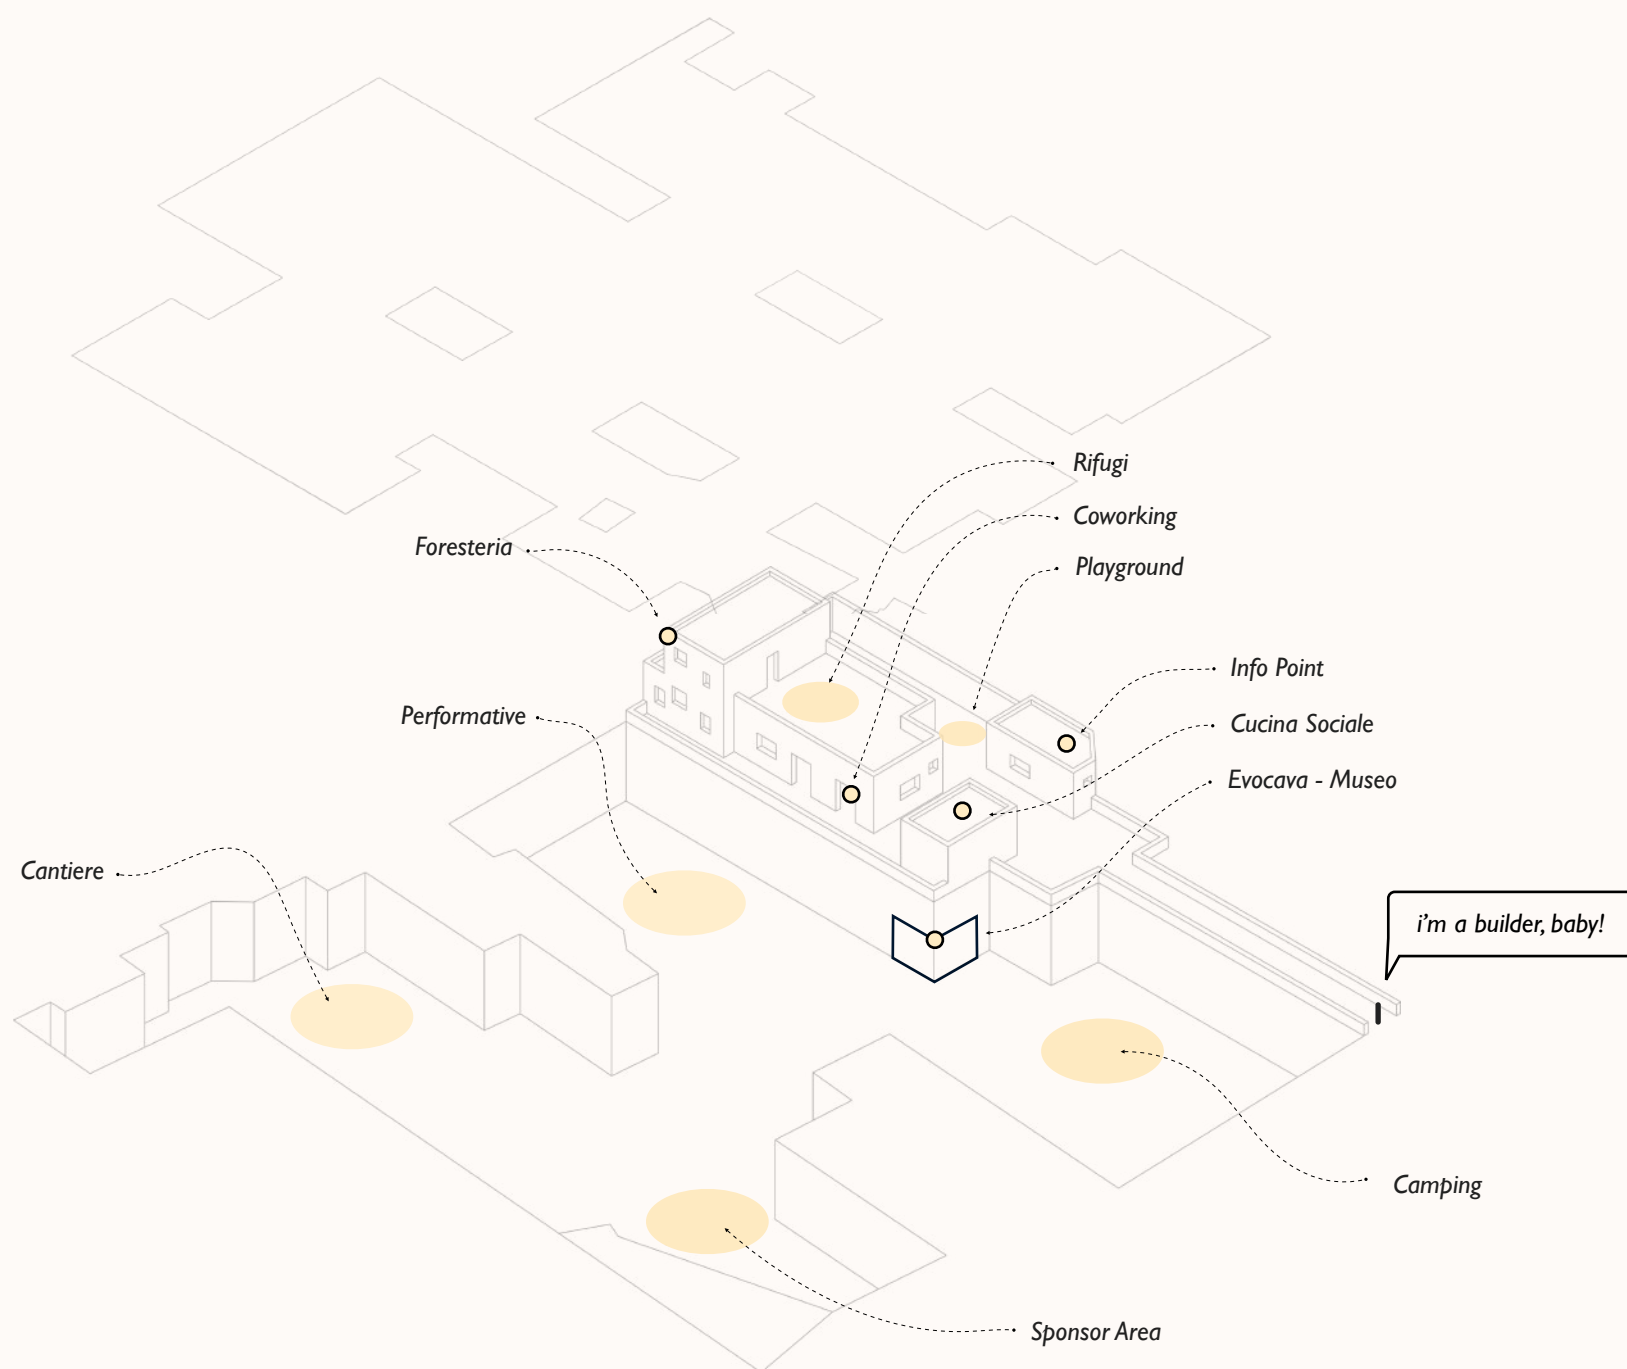 Rifugi
Coworking
Foresteria
Playground
Info Point
Performative
Cucina Sociale
Evocava - Museo
Cantiere
i'm a builder, baby!
Camping
Sponsor Area